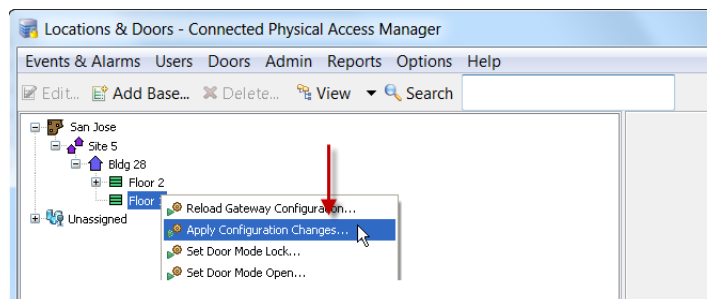 Locations & Doors - Connected Physical Access Manager
Events & Alarms Users Doors Admin Reports Options Help
Edit... Add Base... Delete... View Search
San Jose
Site 5
Bldg 28
Floor 2
Floor
Unassigned
Reload Gateway Configuration...
Apply Configuration Changes...
Set Door Mode Lock...
Set Door Mode Open...